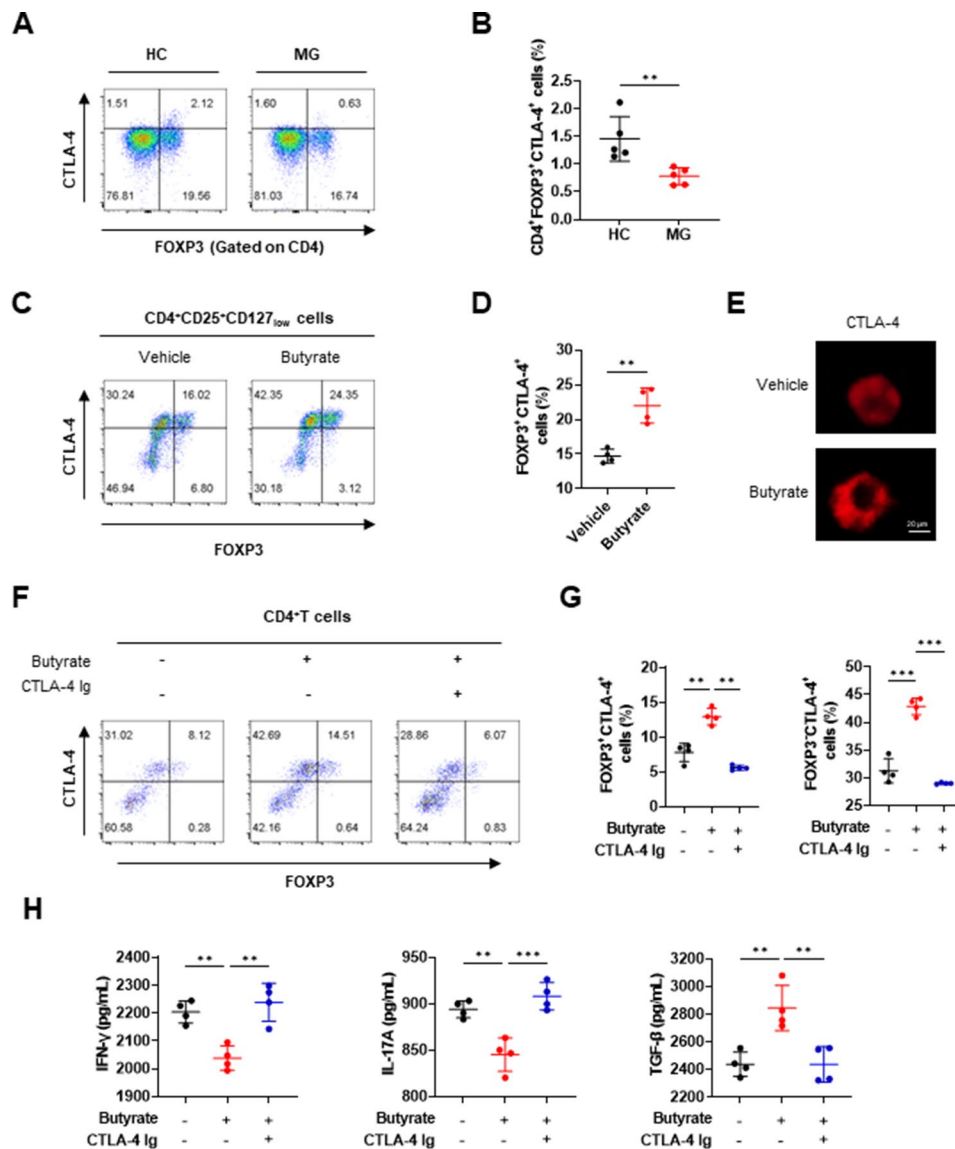 A
HC MG
1.51 2.12 1.60 0.63
76.81 19.56 81.03 16.74
CTLA-4
FOXP3 (Gated on CD4)
B
CD4⁺FOXP3⁺CTLA-4⁺ cells (%)
2.5
2.0
1.5
1.0
0.5
0.0
**
HC MG
C
CD4⁺CD25⁺CD127low cells
Vehicle Butyrate
30.24 16.02 42.35 24.35
46.94 6.80 30.18 3.12
CTLA-4
FOXP3
D
FOXP3⁺CTLA-4⁺
cells (%)
30
25
20
15
10
**
Vehicle Butyrate
E
CTLA-4
Vehicle
Butyrate
20 µm
F
CD4⁺T cells
Butyrate - + +
CTLA-4 Ig - - +
31.02 8.12 42.69 14.51 28.86 6.07
60.58 0.28 42.16 0.64 64.24 0.83
CTLA-4
FOXP3
G
FOXP3⁺CTLA-4⁺
cells (%)
20
15
10
5
0
** **
Butyrate - + +
CTLA-4 Ig - - +
FOXP3⁻CTLA-4⁺
cells (%)
45
40
35
30
25
*** ***
Butyrate - + +
CTLA-4 Ig - - +
H
IFN-γ (pg/mL)
2400
2300
2200
2100
2000
1900
** **
Butyrate - + +
CTLA-4 Ig - - +
IL-17A (pg/mL)
950
900
850
800
** ***
Butyrate - + +
CTLA-4 Ig - - +
TGF-β (pg/mL)
3200
3000
2800
2600
2400
2200
** **
Butyrate - + +
CTLA-4 Ig - - +